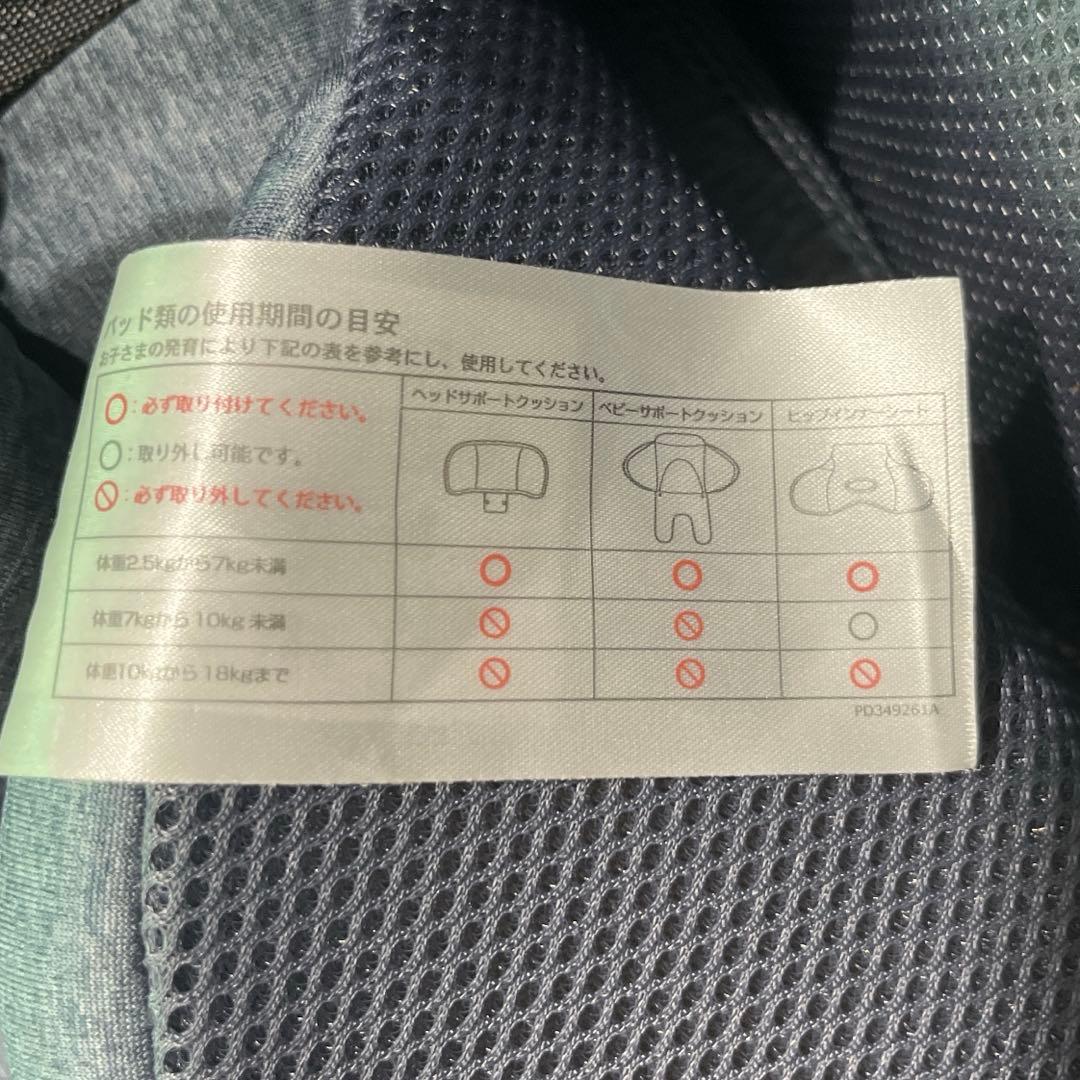 パッド類の使用期間の目安
お子さまの発育により下記の表を参考にし、使用してください。
○:必ず取り付けてください。
○:取り外し可能です。
🚫:必ず取り外してください。
ヘッドサポートクッション ベビーサポートクッション ヒップインナーシート
体重2.5kgから7kg未満 ○ ○ ○
体重7kgから10kg未満 🚫 🚫 ○
体重10kgから18kgまで 🚫 🚫 🚫
PD349261A